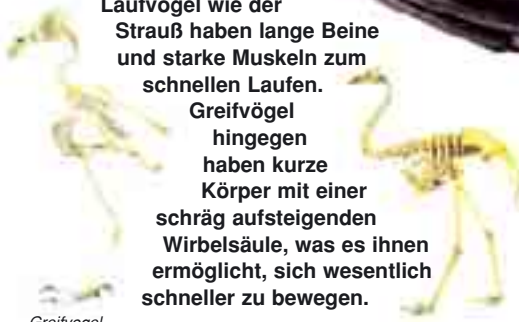 Laufvögel wie der
Strauß haben lange Beine
und starke Muskeln zum
schnellen Laufen.
Greifvögel
hingegen
haben kurze
Körper mit einer
schräg aufsteigenden
Wirbelsäule, was es ihnen
ermöglicht, sich wesentlich
schneller zu bewegen.
Greifvogel